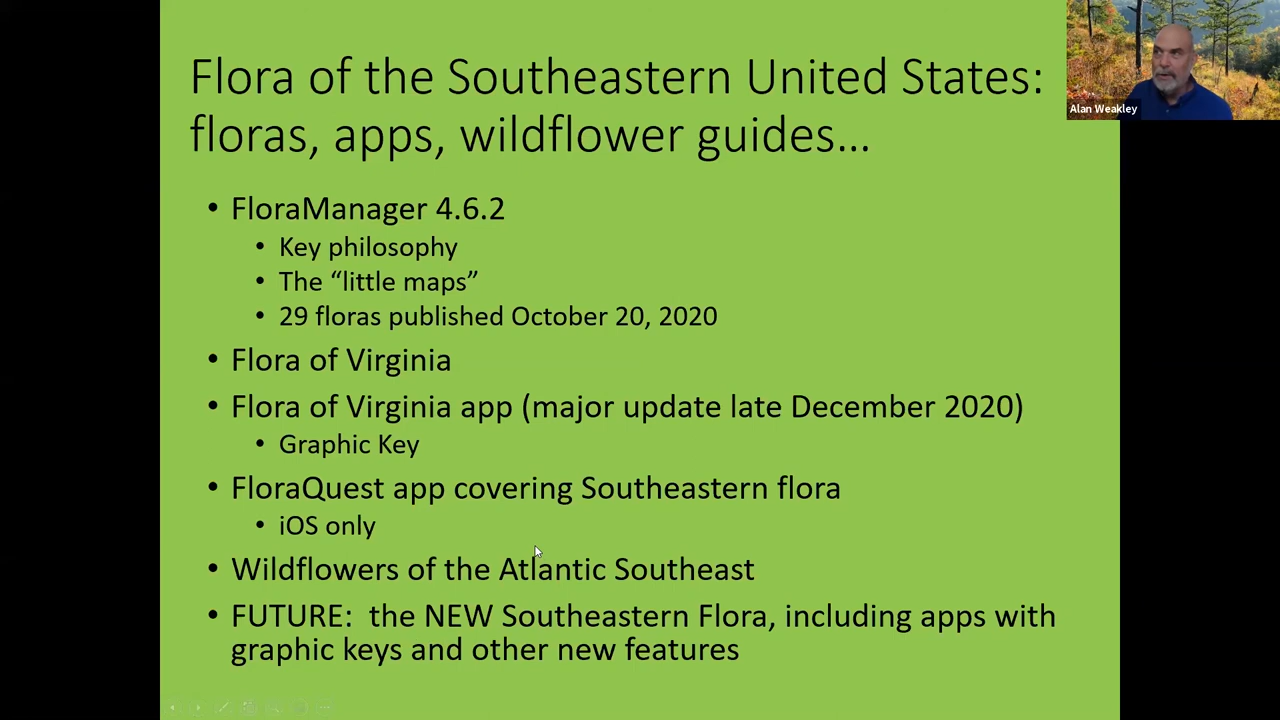 Flora of the Southeastern United States:
floras, apps, wildflower guides…
Alan Weakley
• FloraManager 4.6.2
• Key philosophy
• The “little maps”
• 29 floras published October 20, 2020
• Flora of Virginia
• Flora of Virginia app (major update late December 2020)
• Graphic Key
• FloraQuest app covering Southeastern flora
• iOS only
• Wildflowers of the Atlantic Southeast
• FUTURE:  the NEW Southeastern Flora, including apps with
graphic keys and other new features